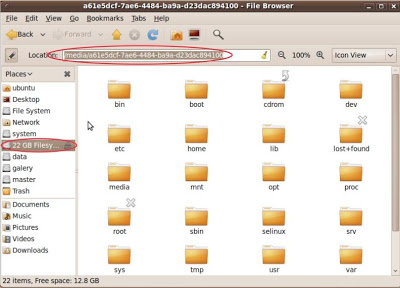 a61e5dcf-7ae6-4484-ba9a-d23dac894100 - File Browser
File Edit View Go Bookmarks Tabs Help
Back Forward
Location: /media/a61e5dcf-7ae6-4484-ba9a-d23dac894100 100% Icon View
Places
ubuntu
Desktop
File System
Network
system
22 GB Filesy...
data
galery
master
Trash
Documents
Music
Pictures
Videos
Downloads
bin boot cdrom dev
etc home lib lost+found
media mnt opt proc
root sbin selinux srv
sys tmp usr var
22 items, Free space: 12.8 GB